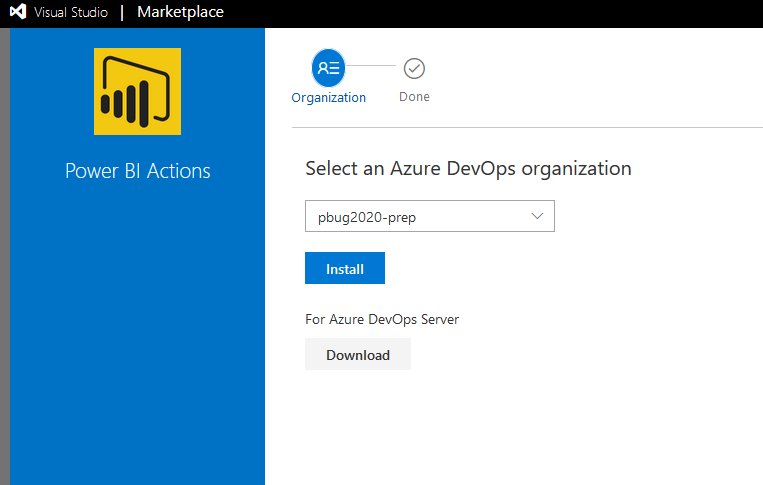 Visual Studio | Marketplace
Power BI Actions
Organization
Done
Select an Azure DevOps organization
pbug2020-prep
Install
For Azure DevOps Server
Download